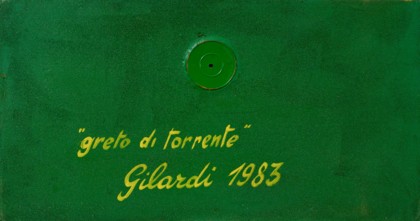 "greto di torrente"
Gilardi 1983